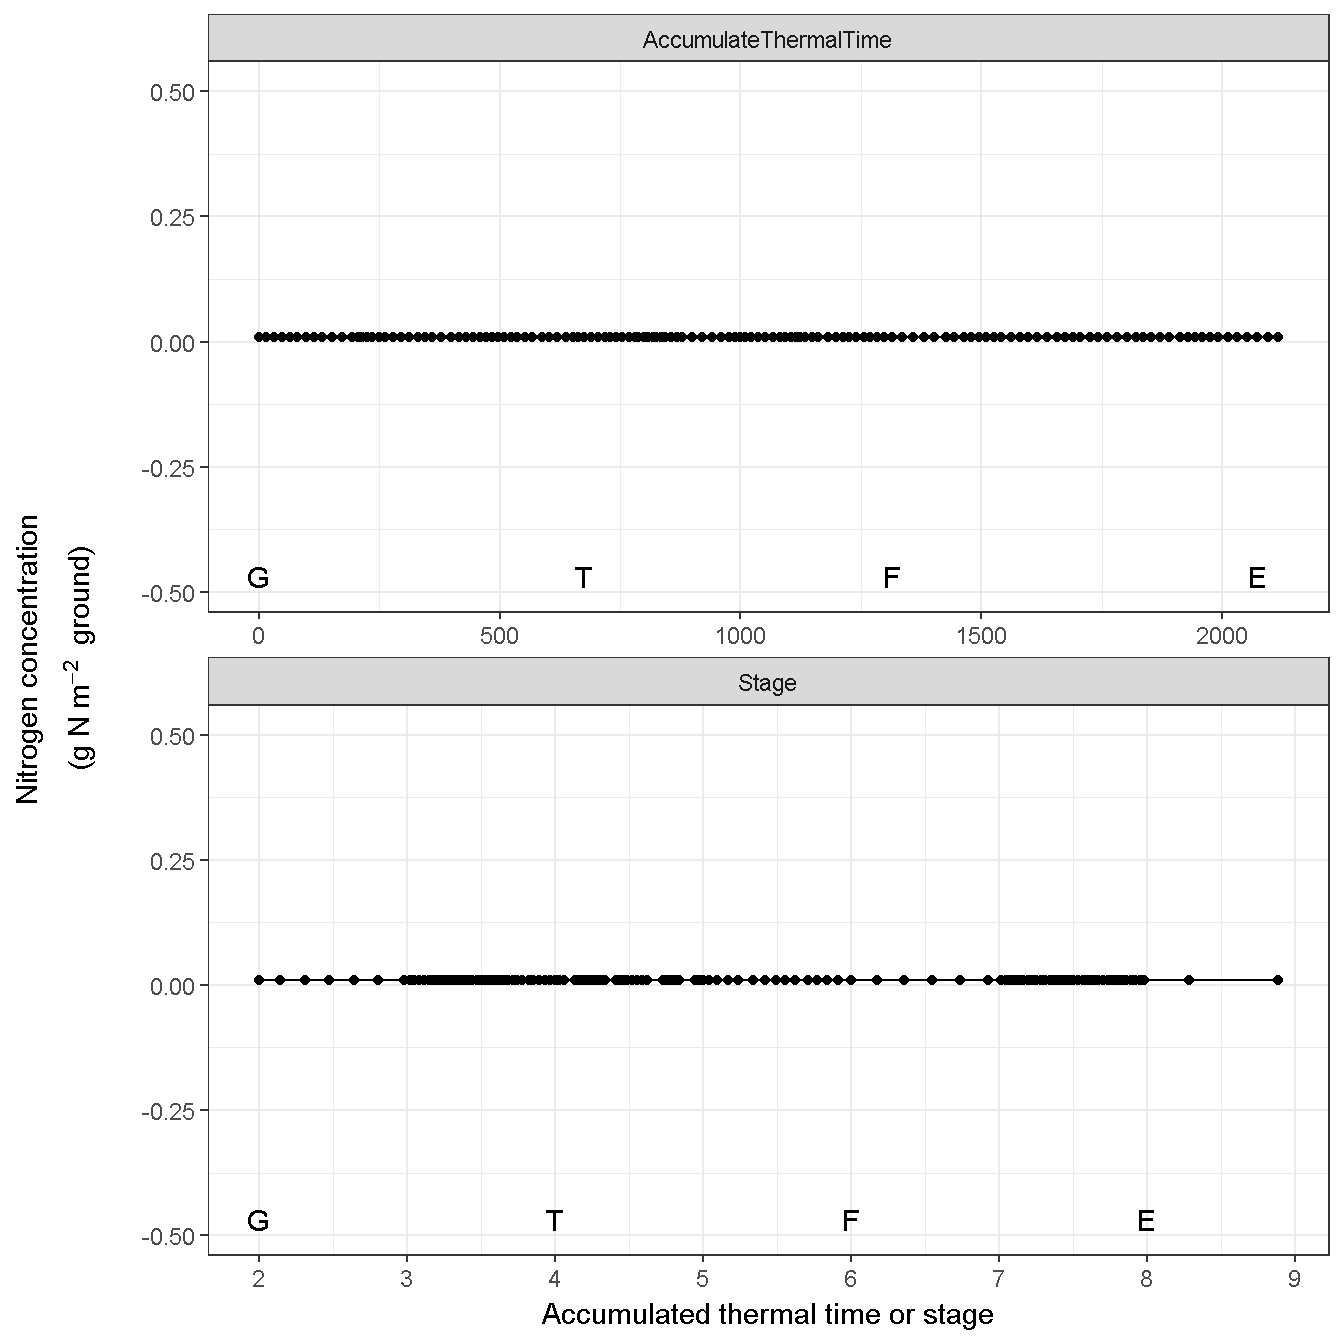 AccumulateThermalTime
0.50
0.25
0.00
-0.25
-0.50
G T F E
0 500 1000 1500 2000
Stage
0.50
0.25
0.00
-0.25
-0.50
G T F E
2 3 4 5 6 7 8 9
Accumulated thermal time or stage
Nitrogen concentration
(g N m⁻² ground)